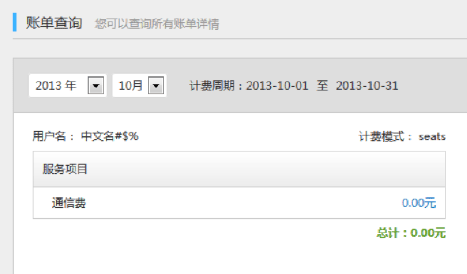 账单查询 您可以查询所有账单详情
2013 年 10月 计费周期：2013-10-01 至 2013-10-31
用户名： 中文名#$% 计费模式： seats
服务项目
通信费 0.00元
总计：0.00元